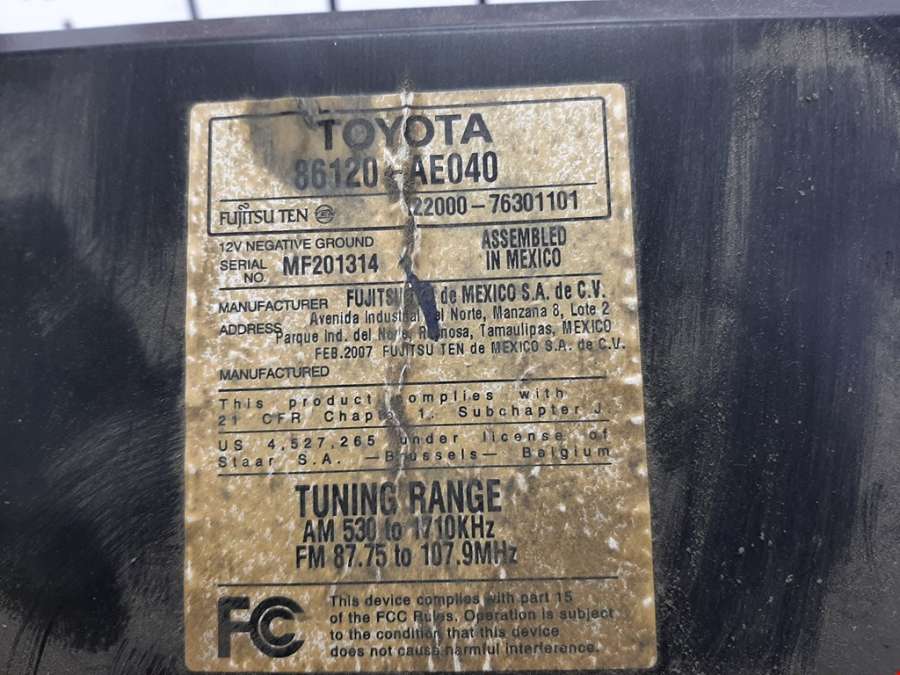 TOYOTA
86120-AE040
FUJITSU TEN 122000-76301101
12V NEGATIVE GROUND
SERIAL NO. MF201314
ASSEMBLED IN MEXICO
MANUFACTURER FUJITSU de MEXICO S.A. de C.V.
ADDRESS Avenida Industrial del Norte, Manzana 8, Lote 2
Parque Ind. del Norte, Reynosa, Tamaulipas, MEXICO
FEB.2007 FUJITSU TEN de MEXICO S.A. de C.V.
MANUFACTURED
This product complies with
21 CFR Chapter 1, Subchapter J.
US 4,527,265 under license of
Staar S.A. —Brussels— Belgium
TUNING RANGE
AM 530 to 1710KHz
FM 87.75 to 107.9MHz
FC This device complies with part 15
of the FCC Rules. Operation is subject
to the condition that this device
does not cause harmful interference.